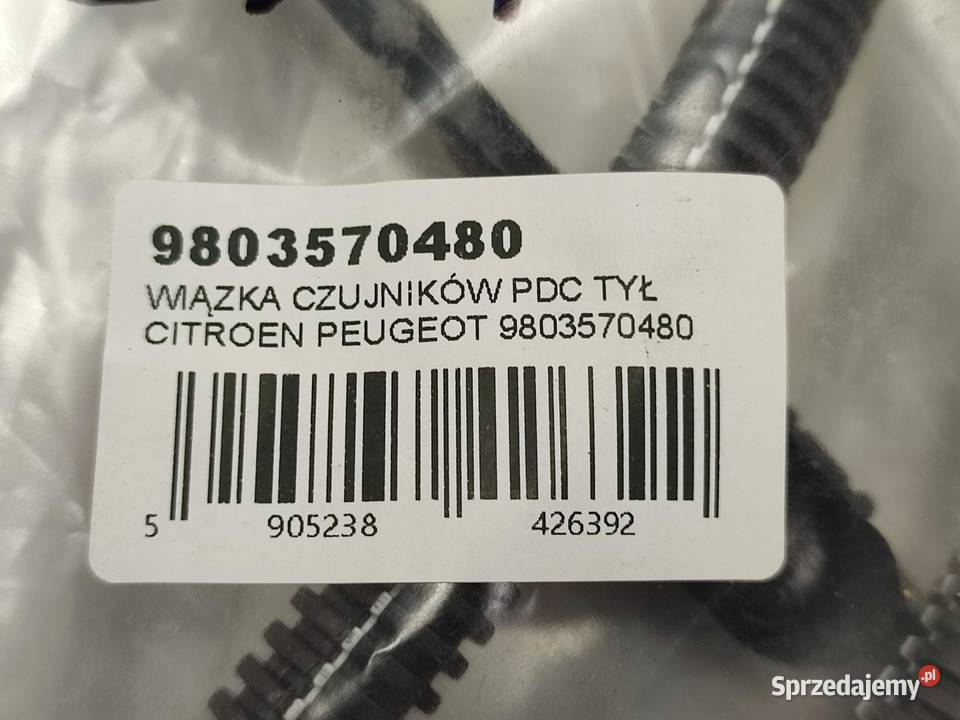 9803570480
WIĄZKA CZUJNiKÓW PDC TYŁ
CITROEN PEUGEOT 9803570480
5 905238 426392
Sprzedajemy.pl